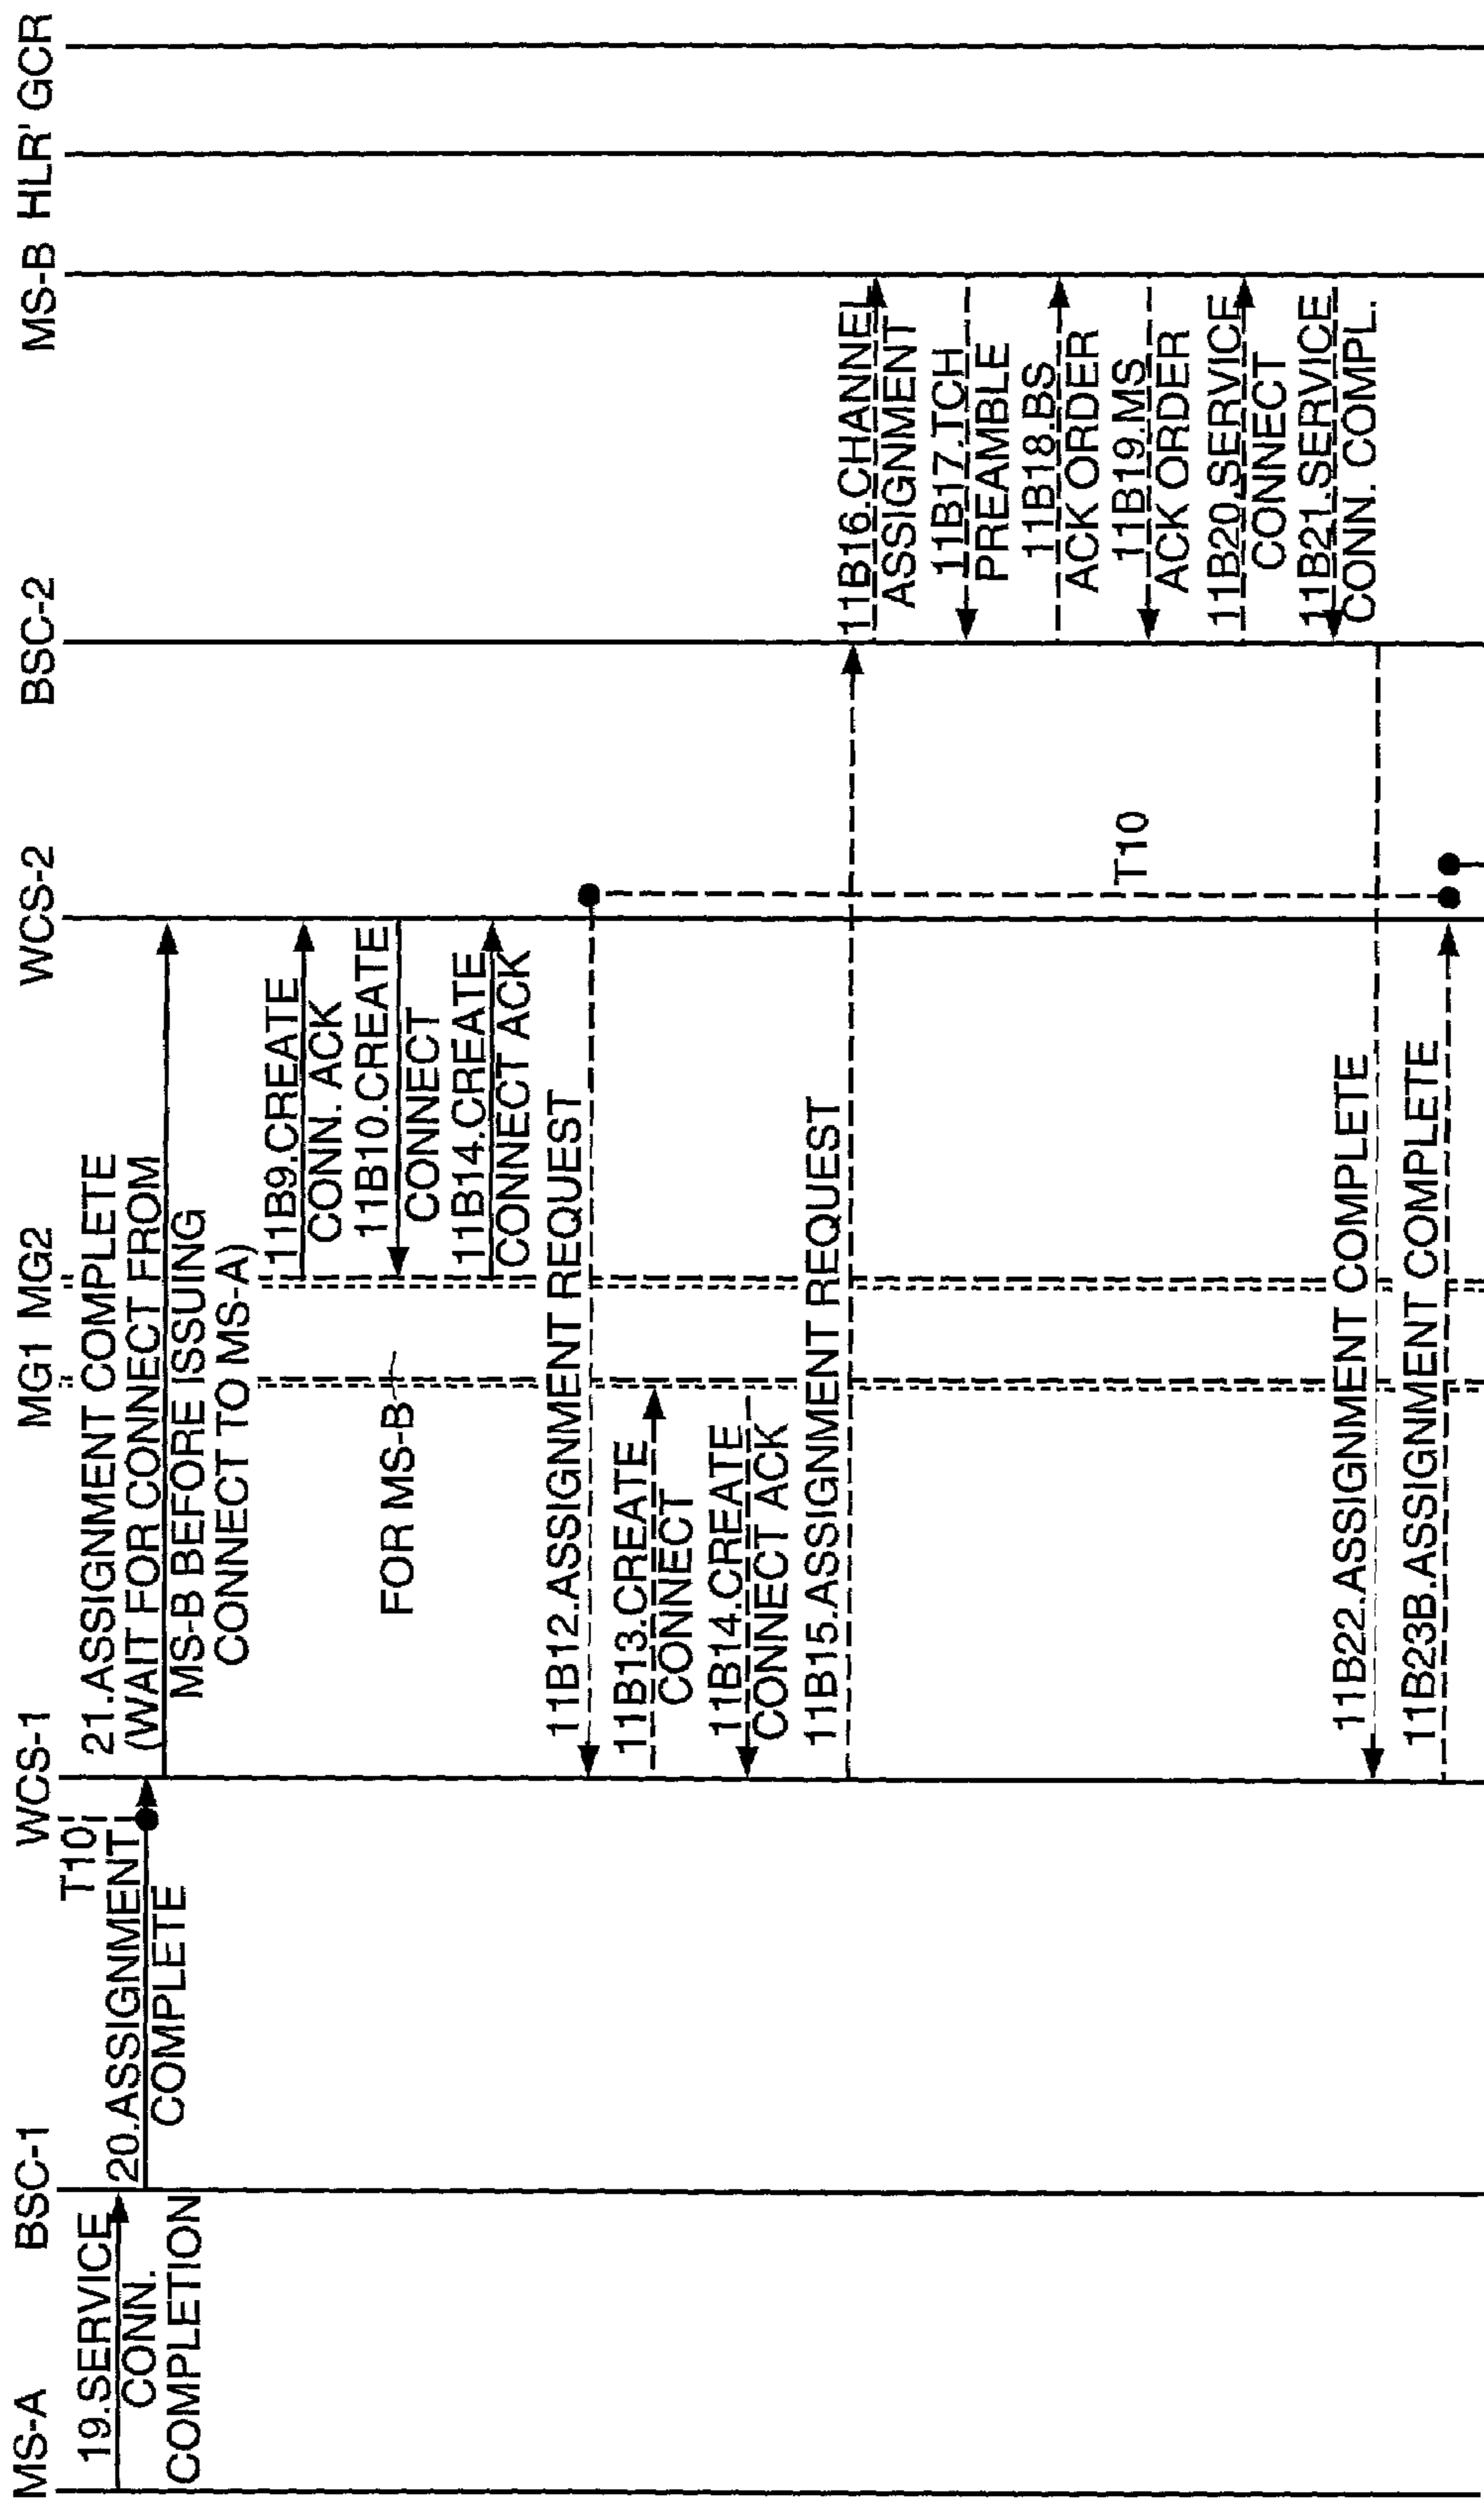 MS-A
BSC-1
WCS-1
MG1
MG2
WCS-2
BSC-2
MS-B
HLR'
GCR
19.SERVICE
CONN.
COMPLETION
T10
20.ASSIGNMENT
COMPLETE
21.ASSIGNMENT COMPLETE
(WAIT FOR CONNECT FROM
MS-B BEFORE ISSUING
CONNECT TO MS-A)
11B9.CREATE
CONN. ACK
11B10.CREATE
CONNECT
FOR MS-B
11B14.CREATE
CONNECT ACK
11B12.ASSIGNMENT REQUEST
11B13.CREATE
CONNECT
11B14.CREATE
CONNECT ACK
11B15.ASSIGNMENT REQUEST
11B16.CHANNEL
ASSIGNMENT
11B17.TCH
PREAMBLE
11B18.BS
ACK ORDER
T10
11B19.MS
ACK ORDER
11B20.SERVICE
CONNECT
11B21.SERVICE
CONN. COMPL.
11B22.ASSIGNMENT COMPLETE
11B23B.ASSIGNMENT COMPLETE